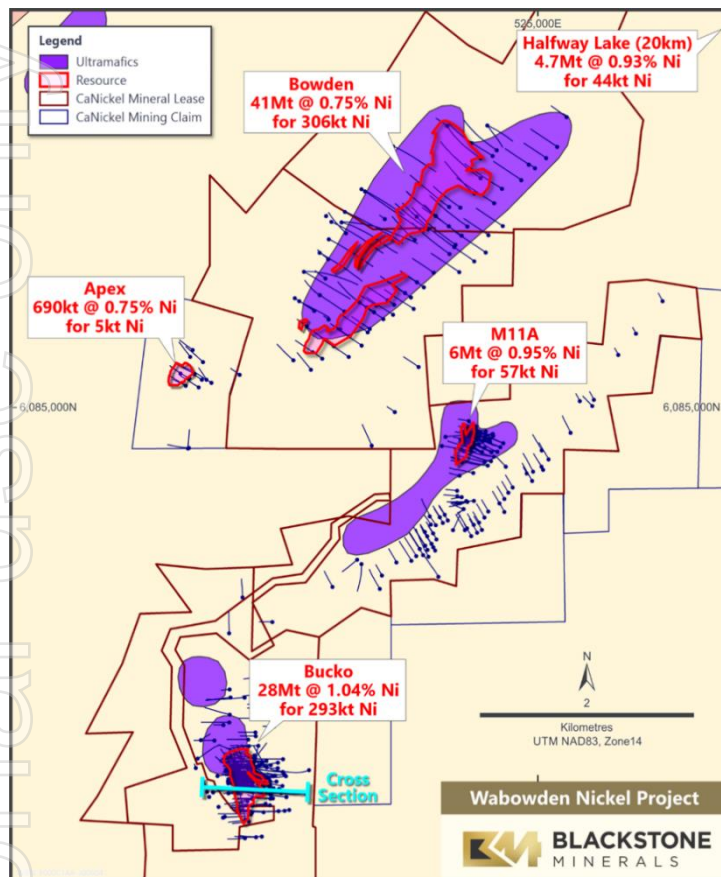 Legend
Ultramafics
Resource
CaNickel Mineral Lease
CaNickel Mining Claim
525,000E
Halfway Lake (20km)
4.7Mt @ 0.93% Ni
for 44kt Ni
Bowden
41Mt @ 0.75% Ni
for 306kt Ni
Apex
690kt @ 0.75% Ni
for 5kt Ni
M11A
6Mt @ 0.95% Ni
for 57kt Ni
6,085,000N
6,085,000N
Bucko
28Mt @ 1.04% Ni
for 293kt Ni
Cross
Section
N
2
Kilometres
UTM NAD83, Zone14
Wabowden Nickel Project
BM BLACKSTONE
MINERALS